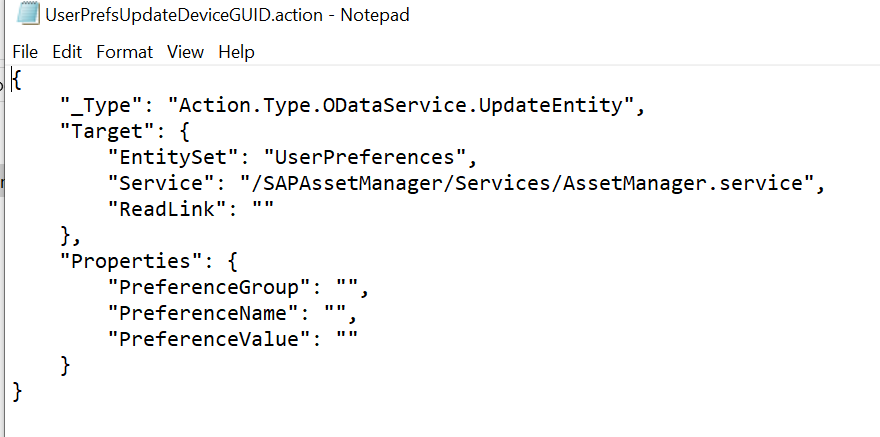 UserPrefsUpdateDeviceGUID.action - Notepad
File Edit Format View Help
{
    "_Type": "Action.Type.ODataService.UpdateEntity",
    "Target": {
        "EntitySet": "UserPreferences",
        "Service": "/SAPAssetManager/Services/AssetManager.service",
        "ReadLink": ""
    },
    "Properties": {
        "PreferenceGroup": "",
        "PreferenceName": "",
        "PreferenceValue": ""
    }
}